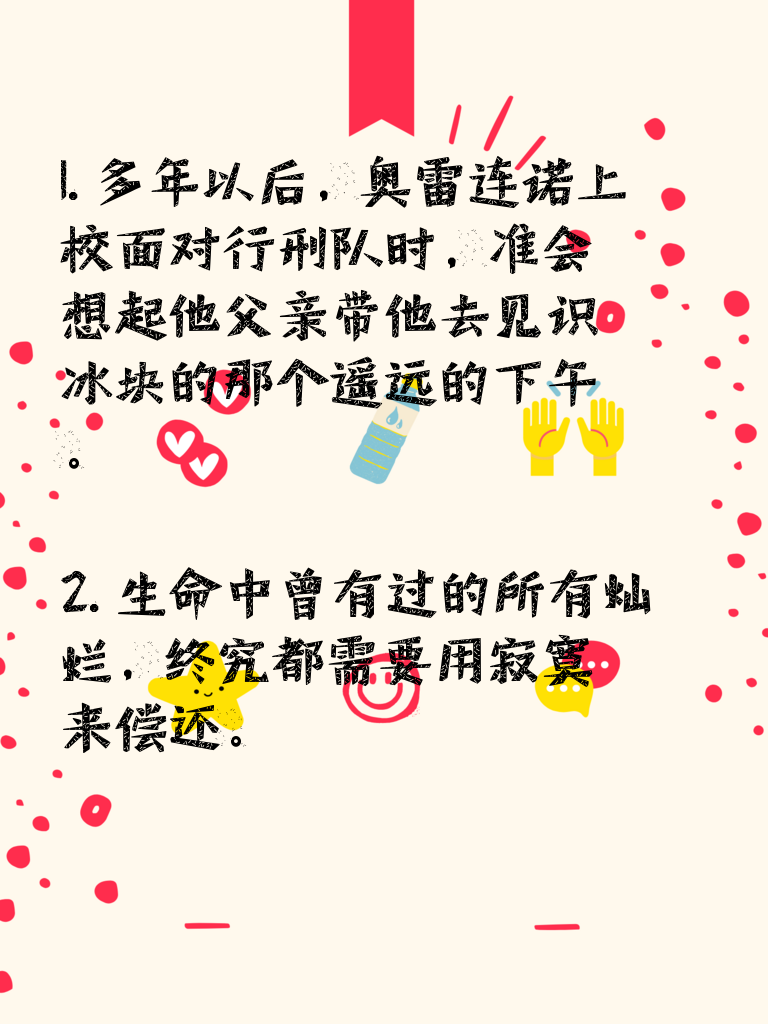 1. 多年以后，奥雷连诺上
校面对行刑队时，准会
想起他父亲带他去见识
冰块的那个遥远的下午
。
2. 生命中曾有过的所有灿
烂，终究都需要用寂寞
来偿还。